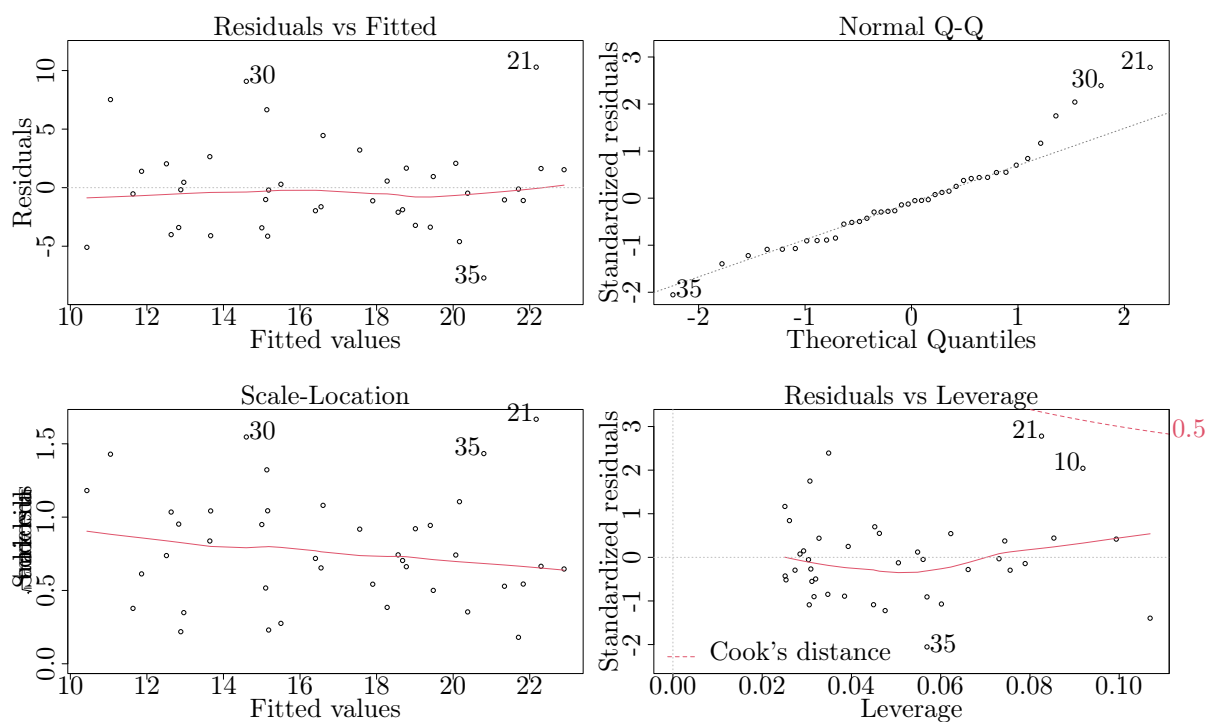 Residuals vs Fitted
Residuals
10
5
0
-5
30
21
35
10 12 14 16 18 20 22
Fitted values
Normal Q-Q
Standardized residuals
3
2
1
0
-1
-2
21
30
35
-2 -1 0 1 2
Theoretical Quantiles
Scale-Location
1.5
1.0
0.5
0.0
30
21
35
10 12 14 16 18 20 22
Fitted values
Residuals vs Leverage
Standardized residuals
3
2
1
0
-1
-2
21
10
35
0.5
Cook's distance
0.00 0.02 0.04 0.06 0.08 0.10
Leverage